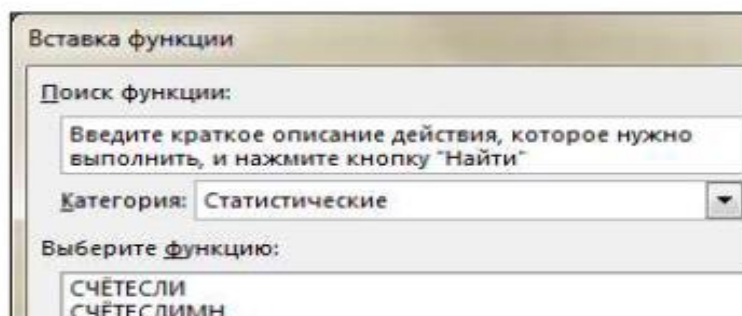 Вставка функции
Поиск функции:
Введите краткое описание действия, которое нужно
выполнить, и нажмите кнопку "Найти"
Категория: Статистические
Выберите функцию:
СЧЁТЕСЛИ
СЧЁТЕСЛИМН